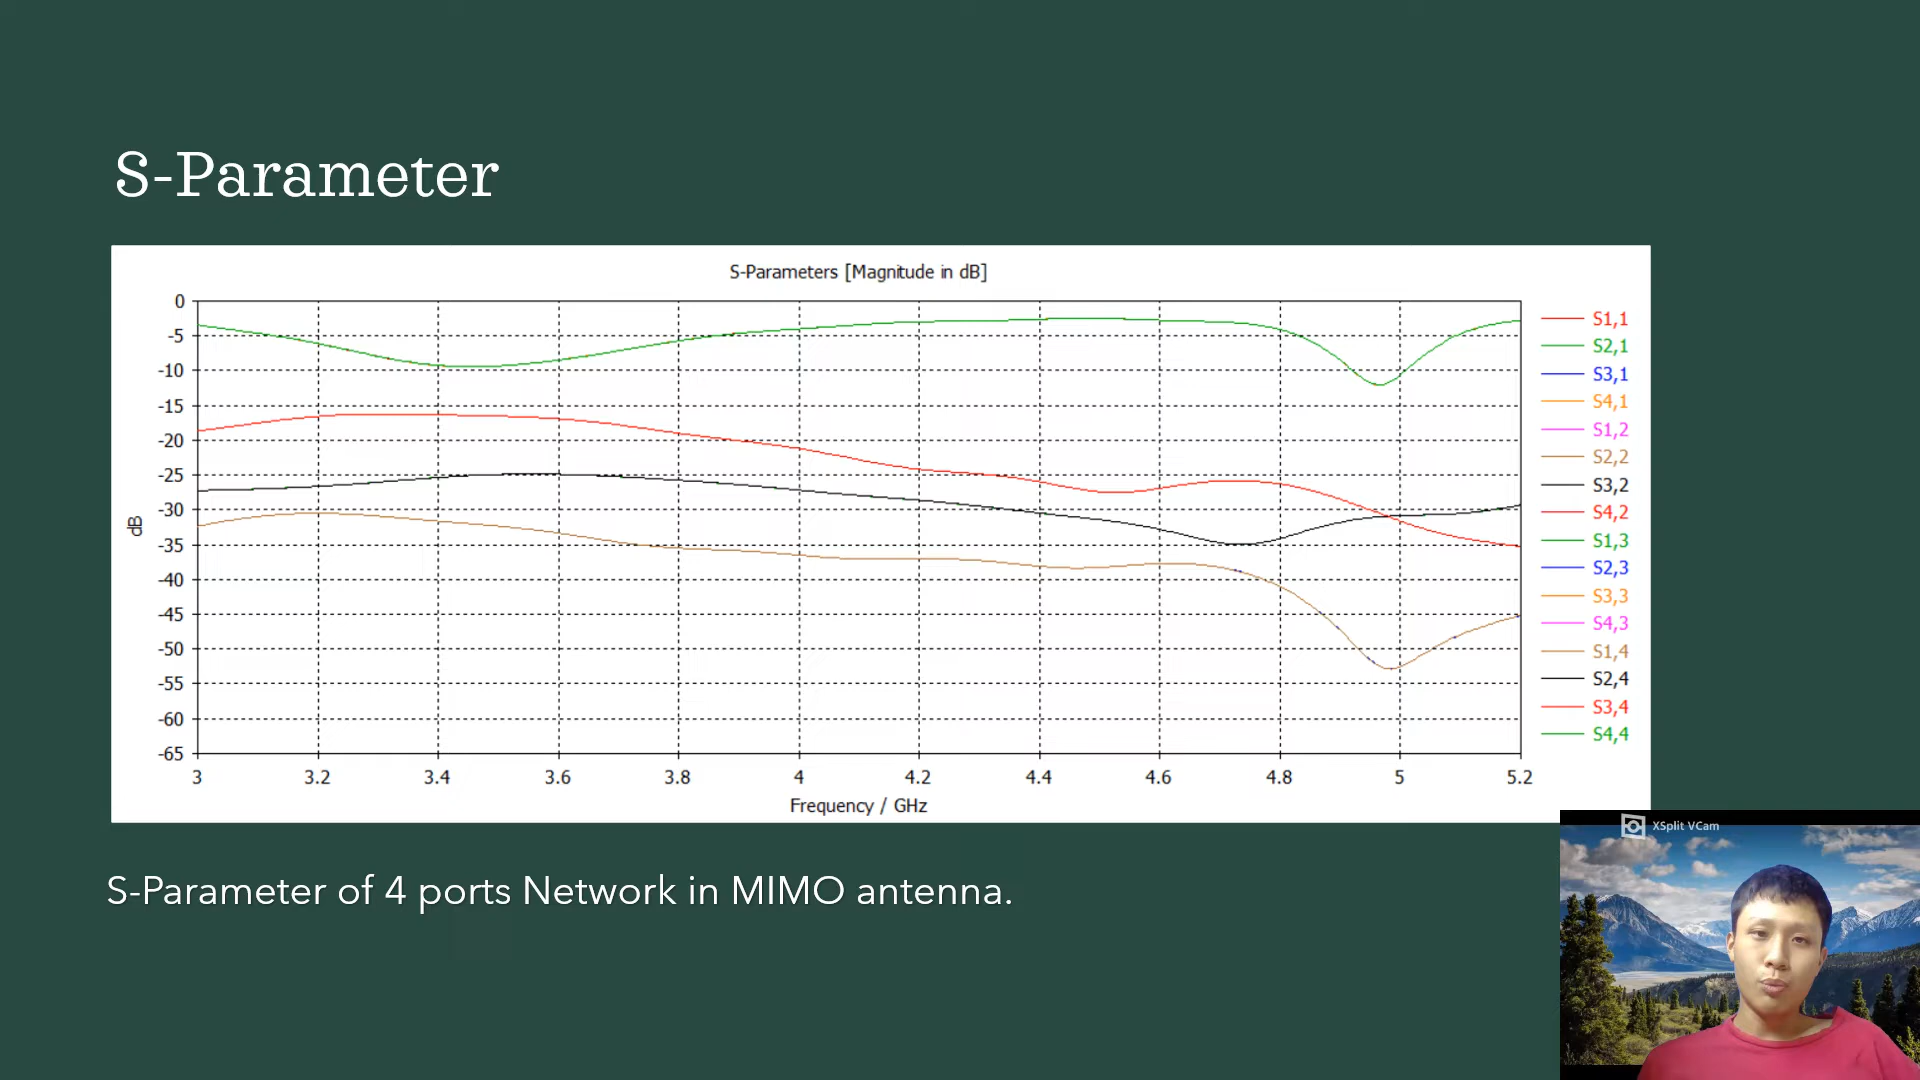 S-Parameter
S-Parameters [Magnitude in dB]
0
-5
-10
-15
-20
-25
-30
-35
-40
-45
-50
-55
-60
-65
dB
3 3.2 3.4 3.6 3.8 4 4.2 4.4 4.6 4.8 5 5.2
Frequency / GHz
S1,1
S2,1
S3,1
S4,1
S1,2
S2,2
S3,2
S4,2
S1,3
S2,3
S3,3
S4,3
S1,4
S2,4
S3,4
S4,4
S-Parameter of 4 ports Network in MIMO antenna.
XSplit VCam